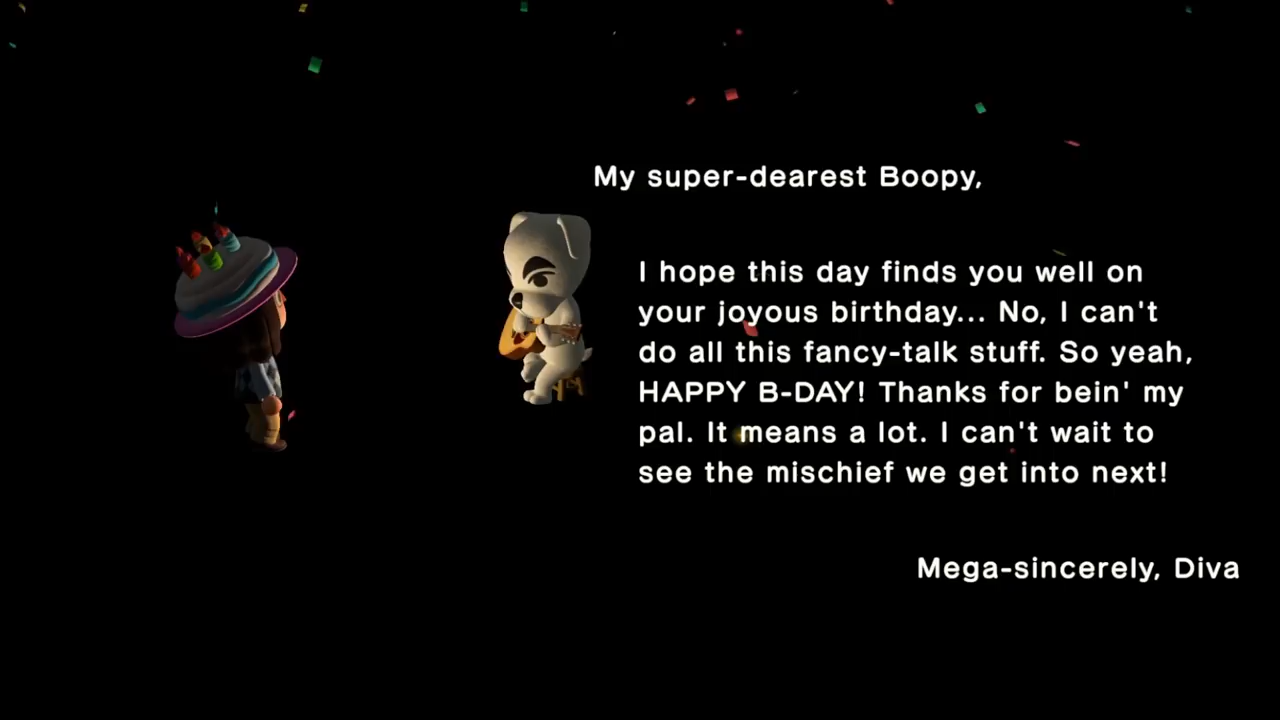 My super-dearest Boopy,
I hope this day finds you well on
your joyous birthday... No, I can't
do all this fancy-talk stuff. So yeah,
HAPPY B-DAY! Thanks for bein' my
pal. It means a lot. I can't wait to
see the mischief we get into next!
Mega-sincerely, Diva